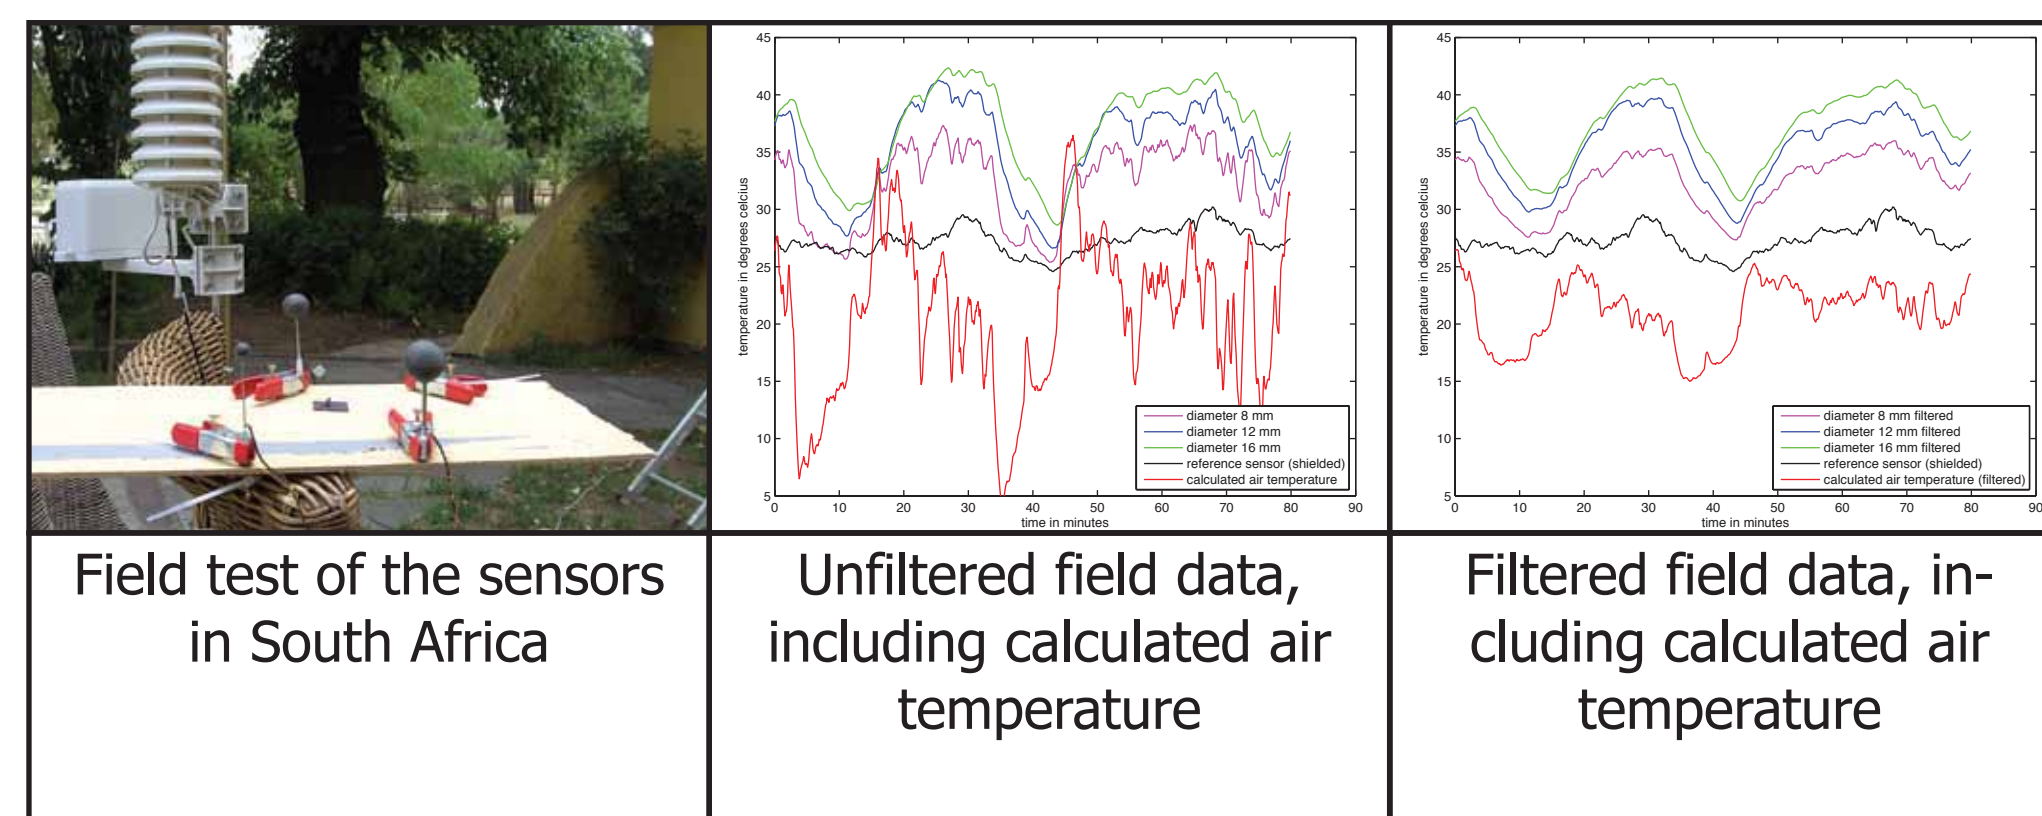 45
40
35
30
25
20
15
10
5
0 10 20 30 40 50 60 70 80 90
temperature in degrees celcius
time in minutes
diameter 8 mm
diameter 12 mm
diameter 16 mm
reference sensor (shielded)
calculated air temperature
45
40
35
30
25
20
15
10
5
0 10 20 30 40 50 60 70 80 90
temperature in degrees celcius
time in minutes
diameter 8 mm filtered
diameter 12 mm filtered
diameter 16 mm filtered
reference sensor (shielded)
calculated air temperature (filtered)
Field test of the sensors
in South Africa
Unfiltered field data,
including calculated air
temperature
Filtered field data, in-
cluding calculated air
temperature